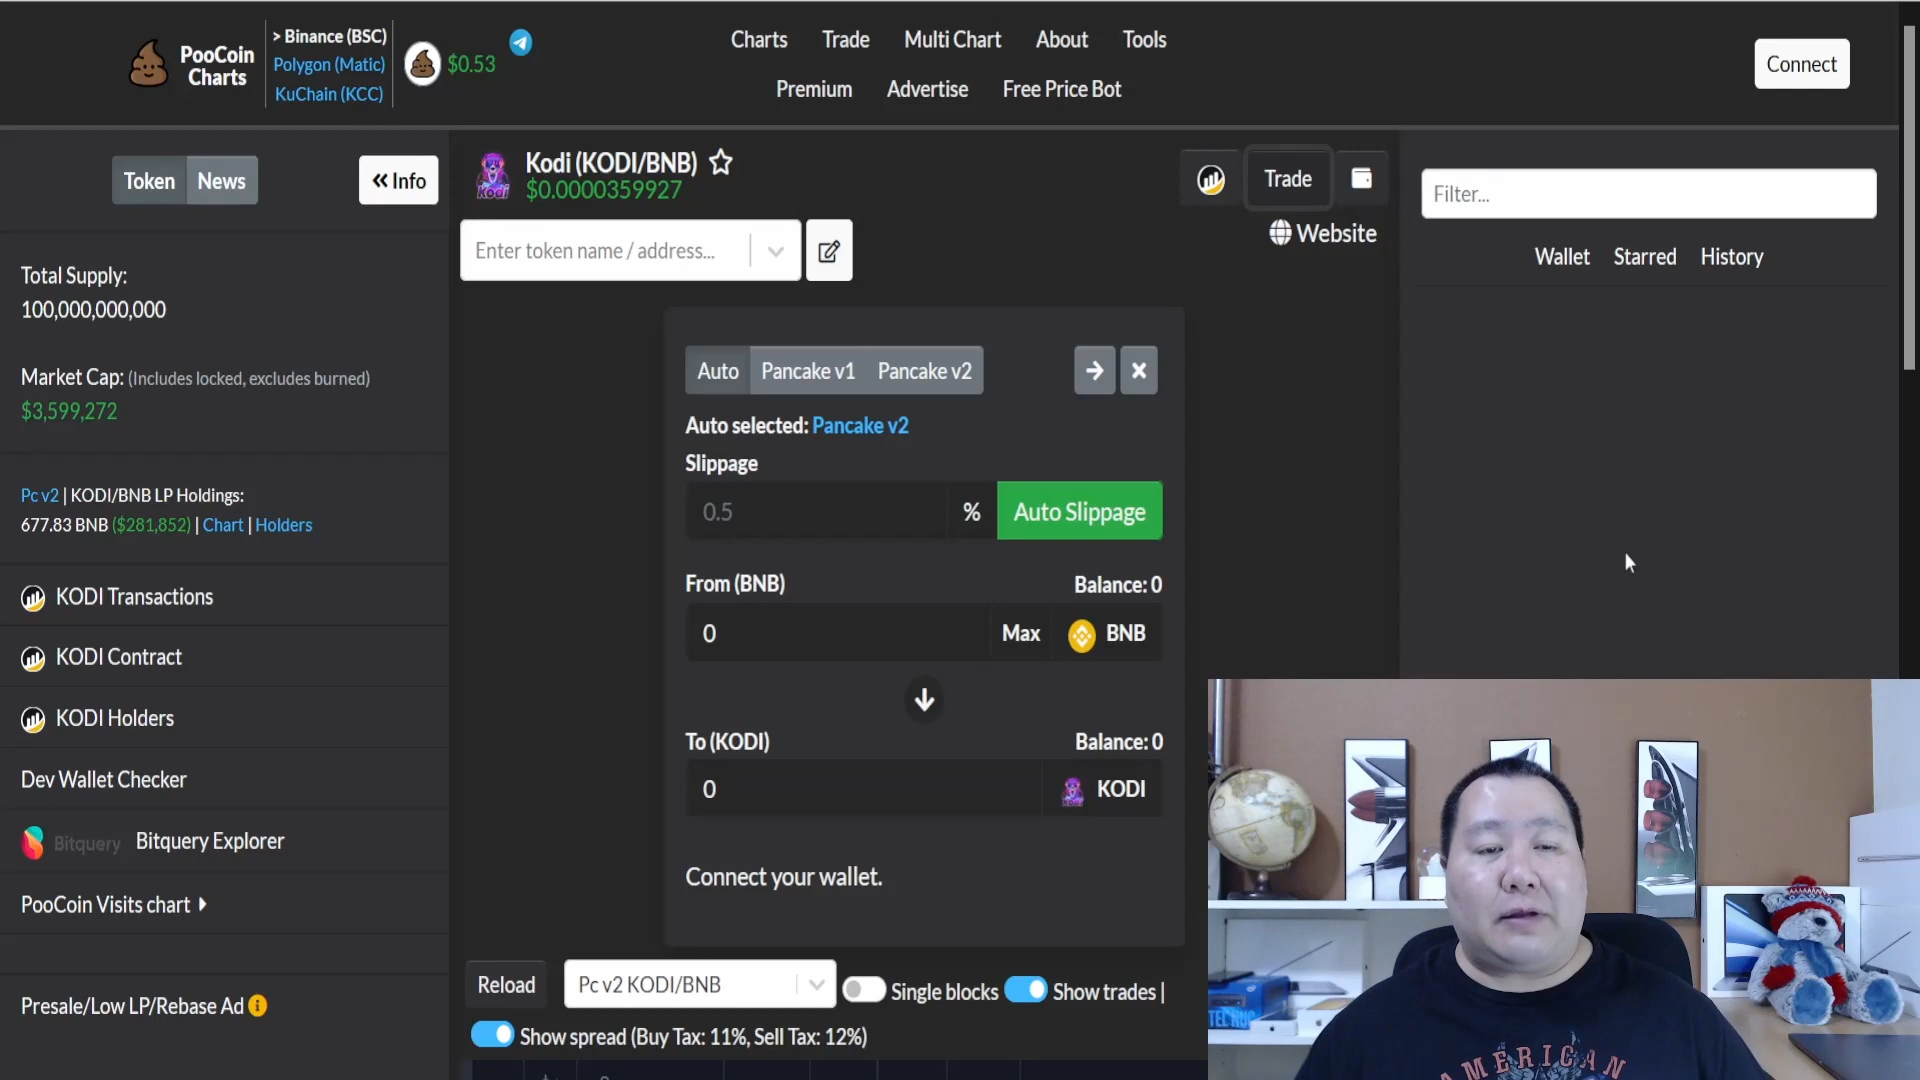 PooCoin
Charts
> Binance (BSC)
Polygon (Matic)
KuChain (KCC)
$0.53
Charts Trade Multi Chart About Tools
Premium Advertise Free Price Bot
Connect
Token News
« Info
Total Supply:
100,000,000,000
Market Cap: (Includes locked, excludes burned)
$3,599,272
Pc v2 | KODI/BNB LP Holdings:
677.83 BNB ($281,852) | Chart | Holders
KODI Transactions
KODI Contract
KODI Holders
Dev Wallet Checker
Bitquery Bitquery Explorer
PooCoin Visits chart
Presale/Low LP/Rebase Ad
Kodi
Kodi (KODI/BNB)
$0.0000359927
Enter token name / address...
Trade
Website
Auto Pancake v1 Pancake v2
Auto selected: Pancake v2
Slippage
0.5 % Auto Slippage
From (BNB) Balance: 0
0 Max BNB
To (KODI) Balance: 0
0 KODI
Connect your wallet.
Reload Pc v2 KODI/BNB Single blocks Show trades |
Show spread (Buy Tax: 11%, Sell Tax: 12%)
Filter...
Wallet Starred History
AMERICAN